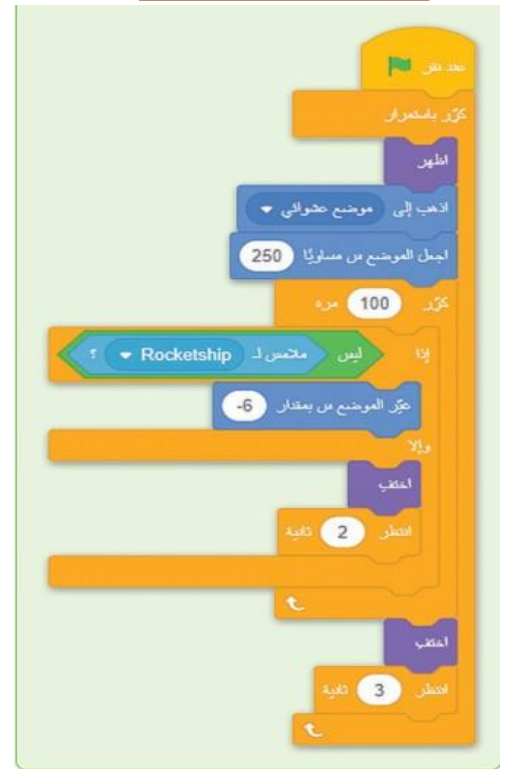 عند نقر
كرّر باستمرار
اظهر
اذهب إلى موضع عشوائي
اجعل الموضع س مساويًا 250
كرّر 100 مرة
إذا ليس ملامس لـ Rocketship ؟
غيّر الموضع س بمقدار 6-
وإلا
اختف
انتظر 2 ثانية
اختف
انتظر 3 ثانية